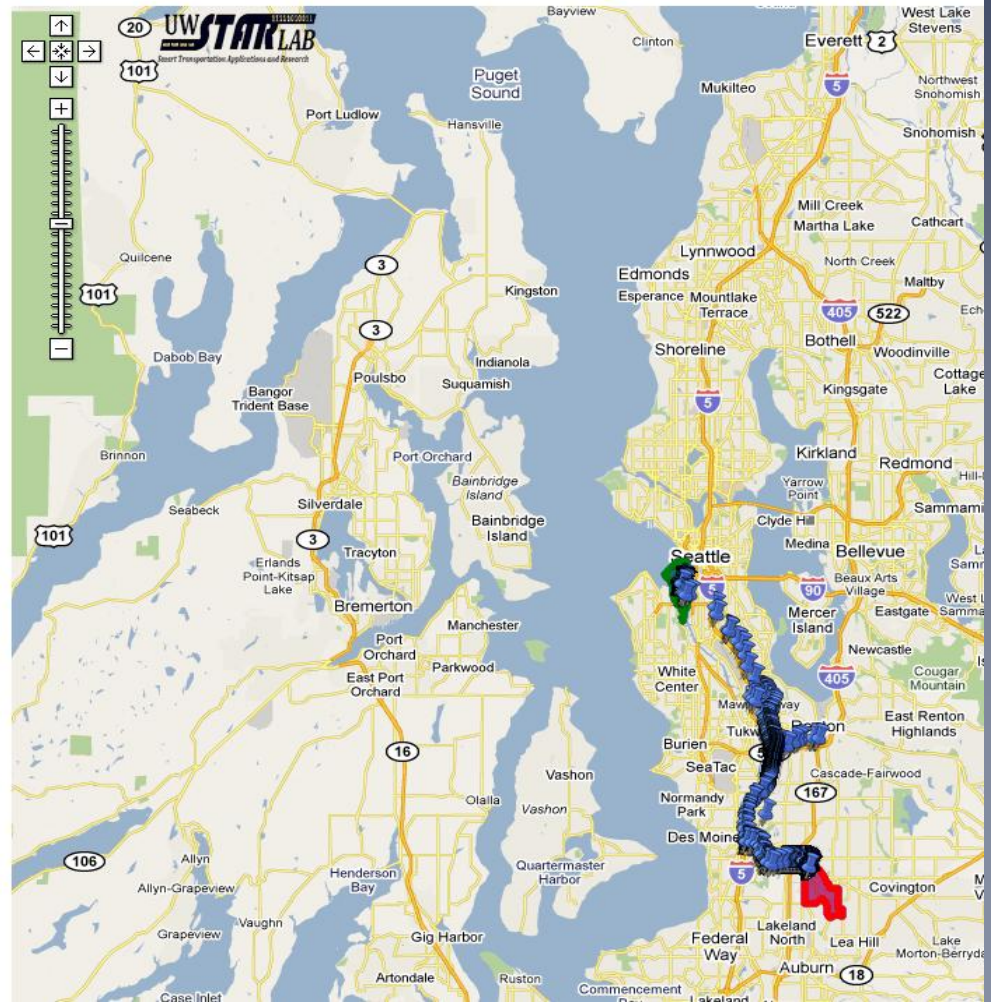 UW STAR LAB
Smart Transportation Applications and Research
20
101
Bayview
Clinton
Sound
West Lake
Stevens
Everett
2
5
Puget
Sound
Mukilteo
Northwest
Snohomish
Port Ludlow
Hansville
Snohomish
Mill Creek
Martha Lake
Cathcart
Quilcene
3
Lynnwood
North Creek
Edmonds
Maltby
101
Kingston
Esperance
Mountlake
Terrace
405
522
3
Dabob Bay
Indianola
Shoreline
Bothell
Woodinville
Poulsbo
Suquamish
Cottage
Lake
Bangor
Trident Base
5
Kingsgate
Brinnon
Port Orchard
Kirkland
Redmond
Bainbridge
Island
Yarrow
Point
Seabeck
Silverdale
Clyde Hill
101
3
Bainbridge
Island
Medina
Bellevue
Tracyton
Seattle
Erlands
Point-Kitsap
Lake
Beaux Arts
Village
5
90
Bremerton
Mercer
Island
Eastgate
Manchester
Port
Orchard
Newcastle
White
Center
Parkwood
East Port
Orchard
405
Cougar
Mountain
Renton
East Renton
Highlands
16
Burien
SeaTac
Vashon
Cascade-Fairwood
Olalla
Vashon
Normandy
Park
167
Des Moine
106
Allyn
Henderson
Bay
Quartermaster
Harbor
5
Allyn-Grapeview
Covington
Vaughn
Lakeland
North
Grapeview
Gig Harbor
Federal
Way
Lea Hill
Lake
Auburn
18
Artondale
Ruston
Commencement
Case Inlet
Lakeland